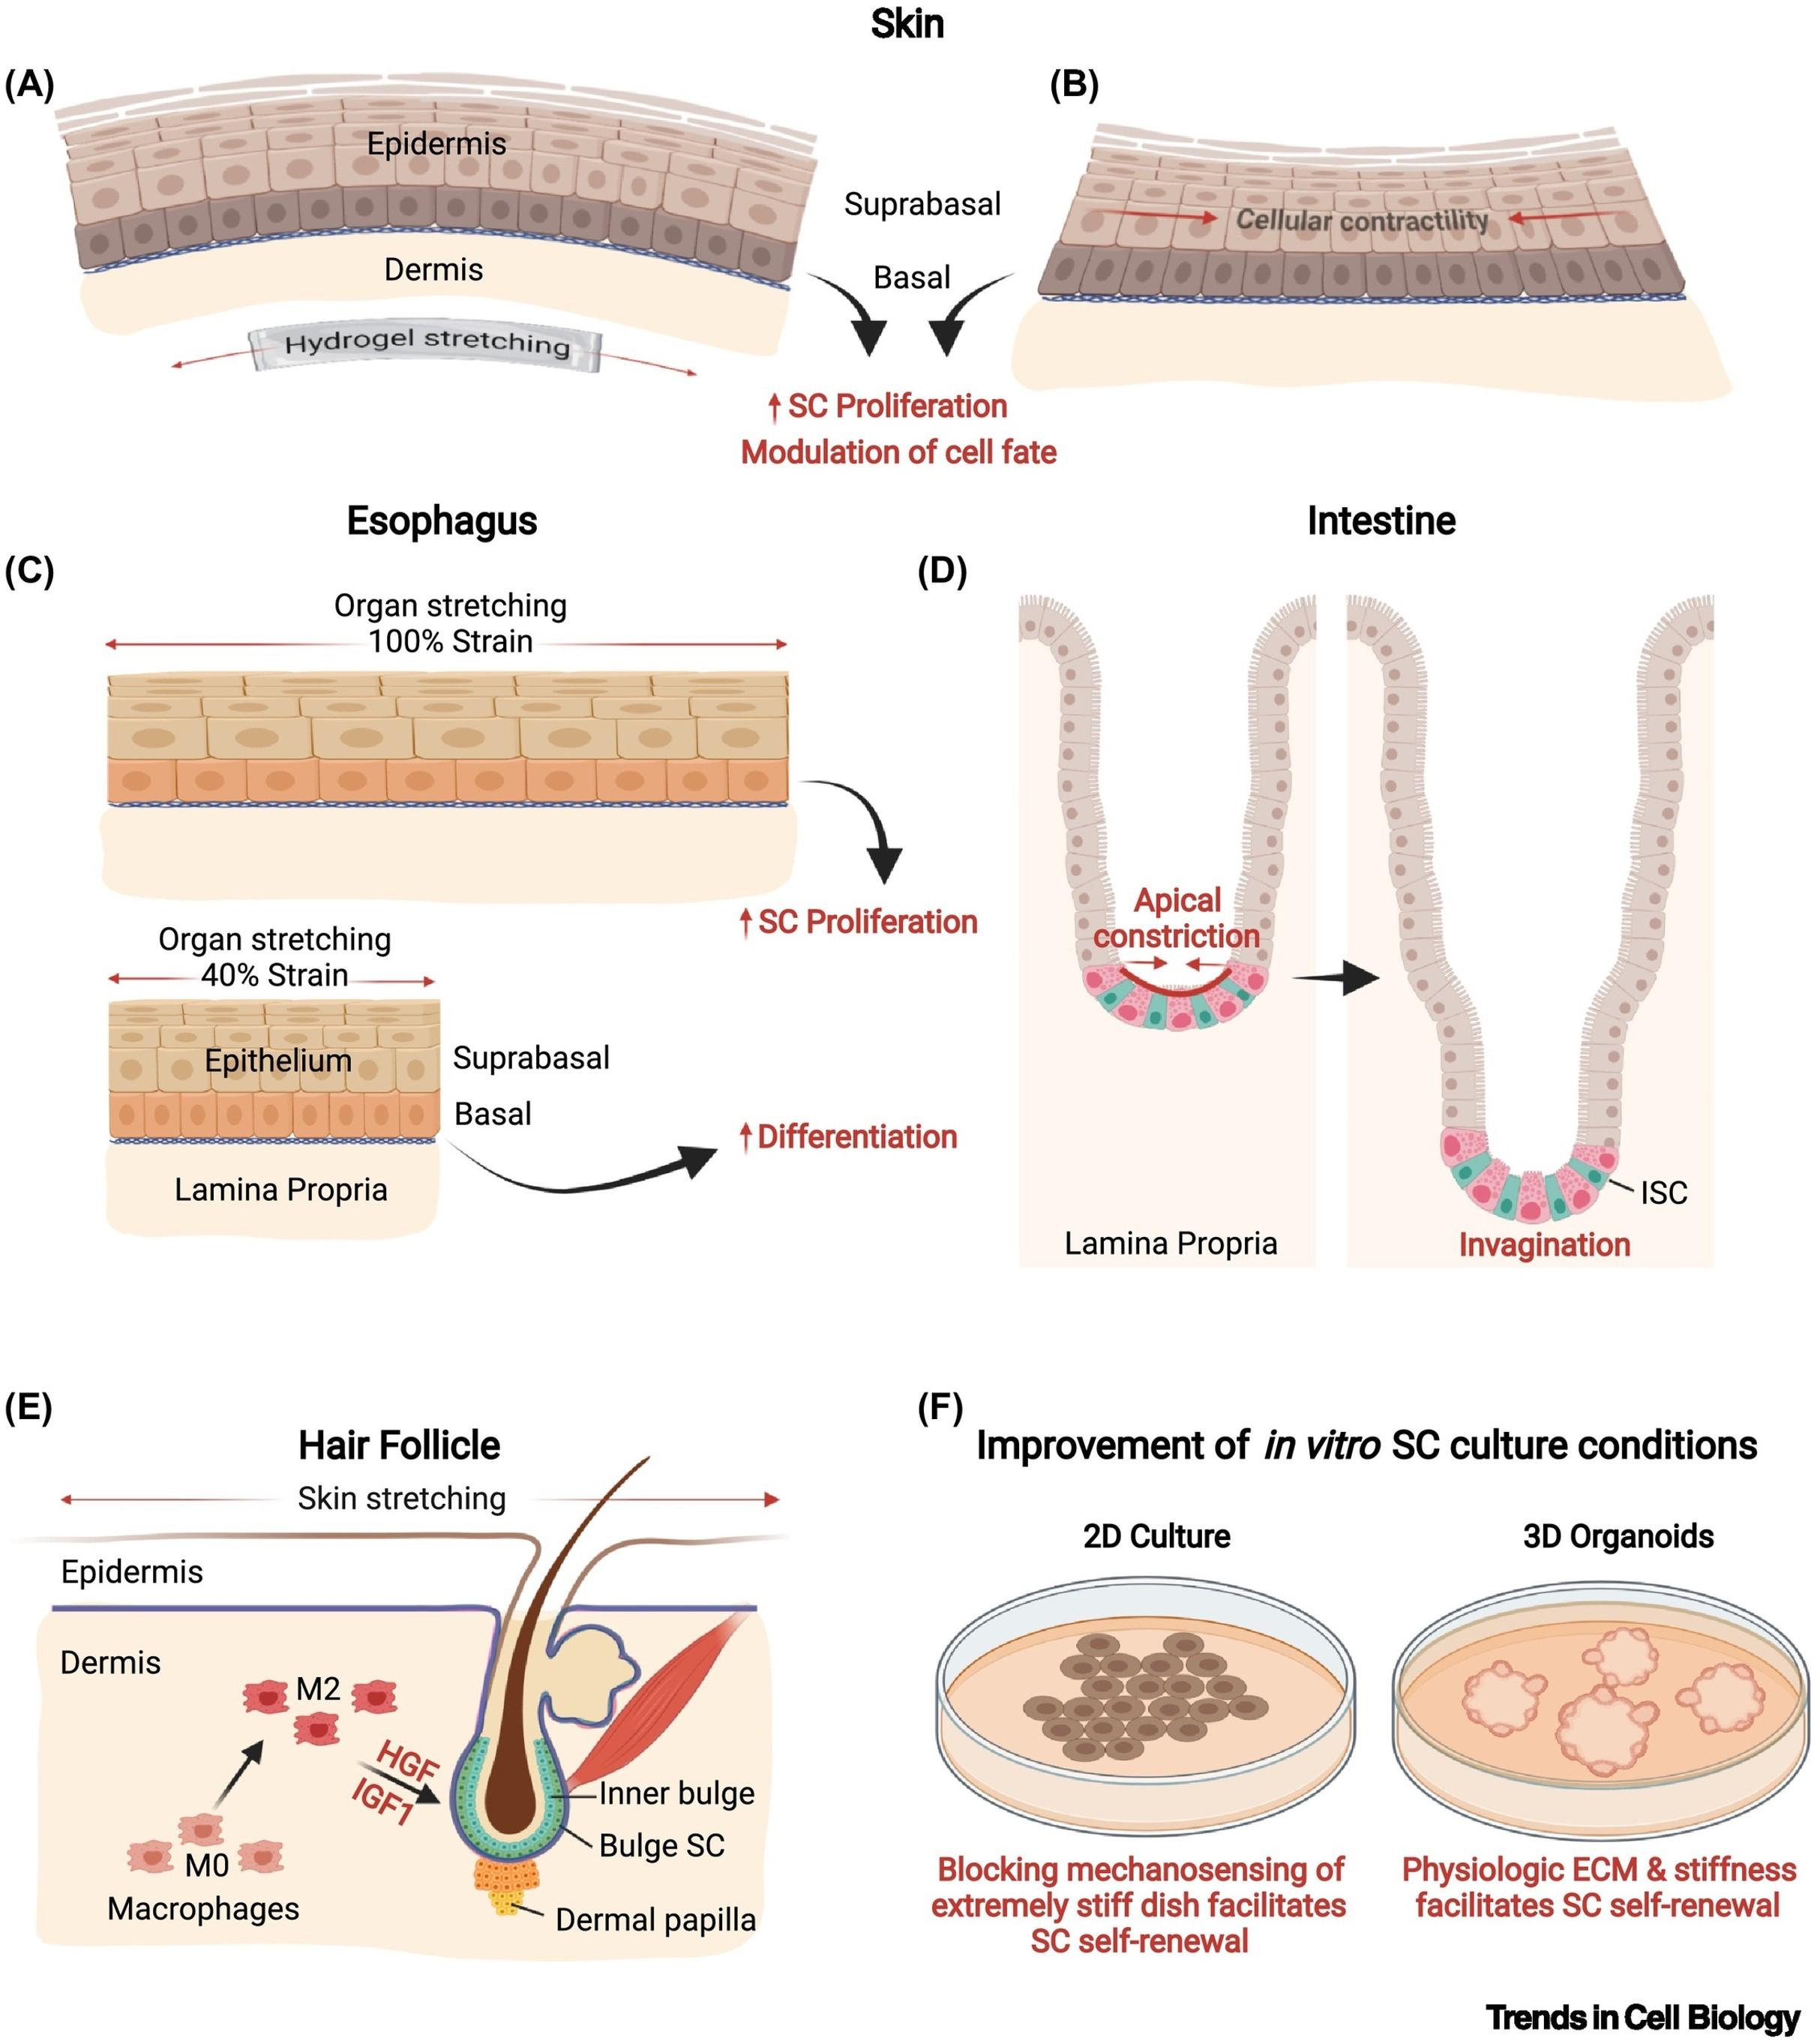 Skin
(A)
(B)
Epidermis
Suprabasal
Cellular contractility
Dermis
Basal
Hydrogel stretching
↑ SC Proliferation
Modulation of cell fate
Esophagus
(C)
Organ stretching
100% Strain
↑ SC Proliferation
Organ stretching
40% Strain
Epithelium
Suprabasal
Basal
↑ Differentiation
Lamina Propria
Intestine
(D)
Apical
constriction
ISC
Lamina Propria
Invagination
(E)
Hair Follicle
Skin stretching
Epidermis
Dermis
M2
HGF
IGF1
M0
Macrophages
Inner bulge
Bulge SC
Dermal papilla
(F)
Improvement of in vitro SC culture conditions
2D Culture
3D Organoids
Blocking mechanosensing of
extremely stiff dish facilitates
SC self-renewal
Physiologic ECM & stiffness
facilitates SC self-renewal
Trends in Cell Biology